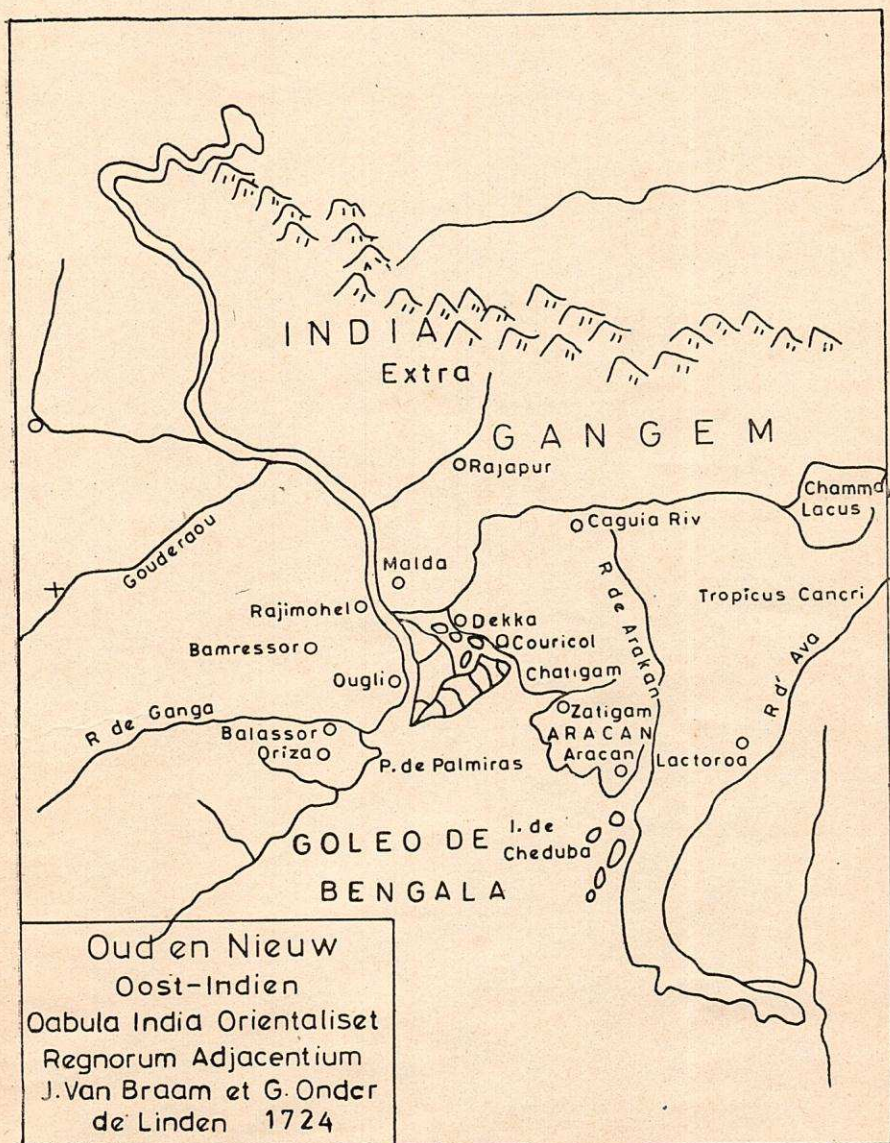 INDIA
Extra
GANGEM
Rajapur
Chamma
Lacus
Caguia Riv
Gouderaou
Malda
R de Arakan
Tropicus Cancri
Rajimohel
Dekka
Couricol
Bamressor
Chatigam
R d' Ava
Ougli
R de Ganga
Zatigam
Balassor
ARACAN
Oriza
Aracan
Lactoroa
P. de Palmiras
GOLEO DE
BENGALA
I. de
Cheduba
Oud en Nieuw
Oost-Indien
Oabula India Orientaliset
Regnorum Adjacentium
J. Van Braam et G. Onder
de Linden 1724